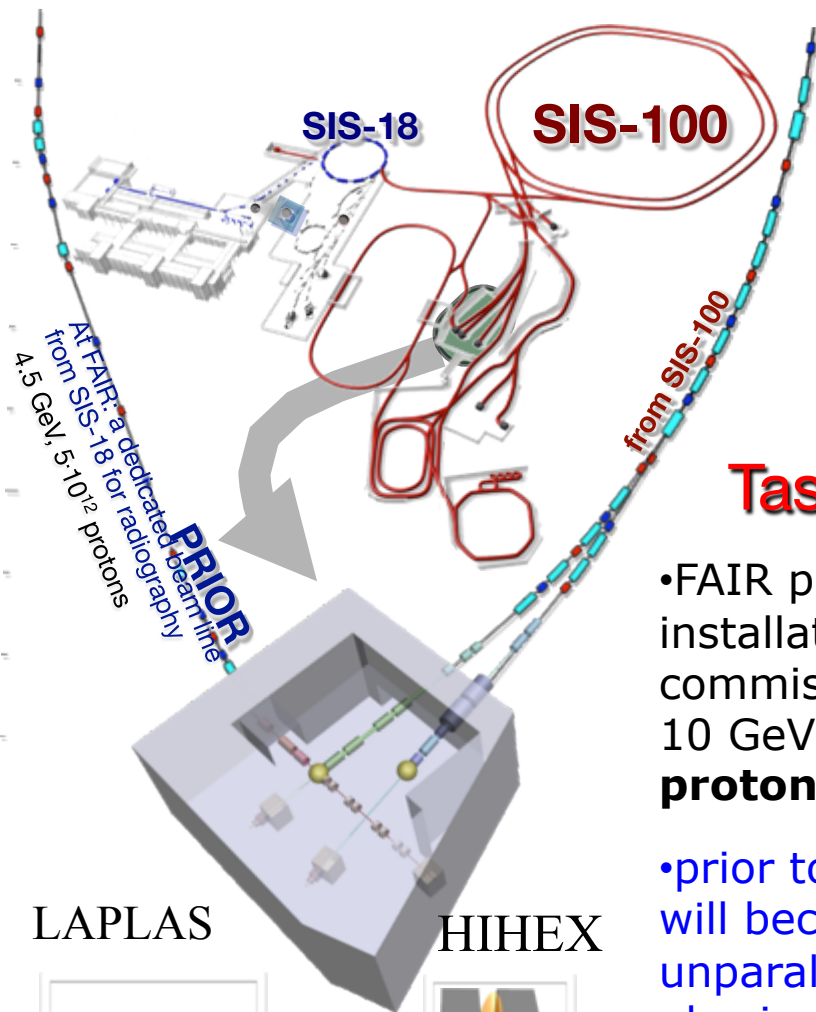 SIS-18
SIS-100
from SIS-100
At FAIR: a dedicated beam line
from SIS-18 for radiography
4.5 GeV, 5·10¹² protons
PRIOR
Tas
•FAIR p
installat
commis
10 GeV
proton
•prior to
will bec
unparal
LAPLAS
HIHEX